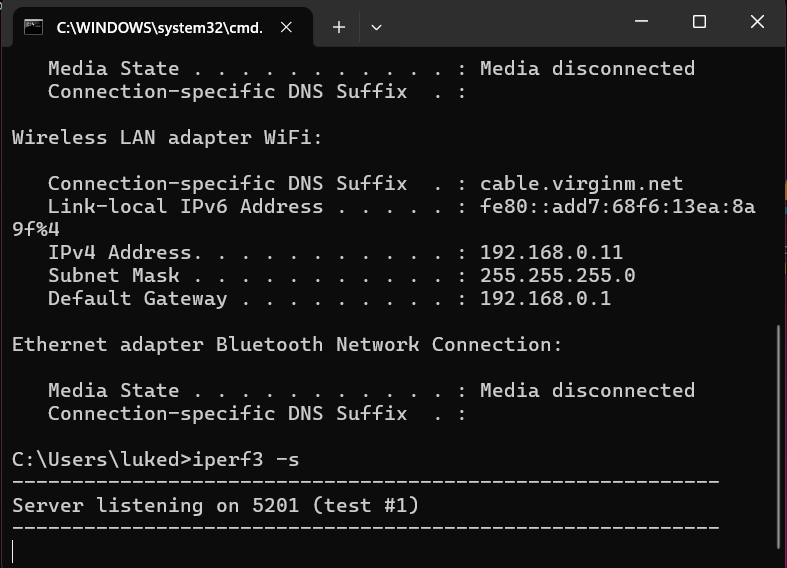 C:\WINDOWS\system32\cmd.
Media State . . . . . . . . . . . : Media disconnected
Connection-specific DNS Suffix  . :
Wireless LAN adapter WiFi:
Connection-specific DNS Suffix  . : cable.virginm.net
Link-local IPv6 Address . . . . . : fe80::add7:68f6:13ea:8a
9f%4
IPv4 Address. . . . . . . . . . . : 192.168.0.11
Subnet Mask . . . . . . . . . . . : 255.255.255.0
Default Gateway . . . . . . . . . : 192.168.0.1
Ethernet adapter Bluetooth Network Connection:
Media State . . . . . . . . . . . : Media disconnected
Connection-specific DNS Suffix  . :
C:\Users\luked>iperf3 -s
-----------------------------------------------------------
Server listening on 5201 (test #1)
-----------------------------------------------------------